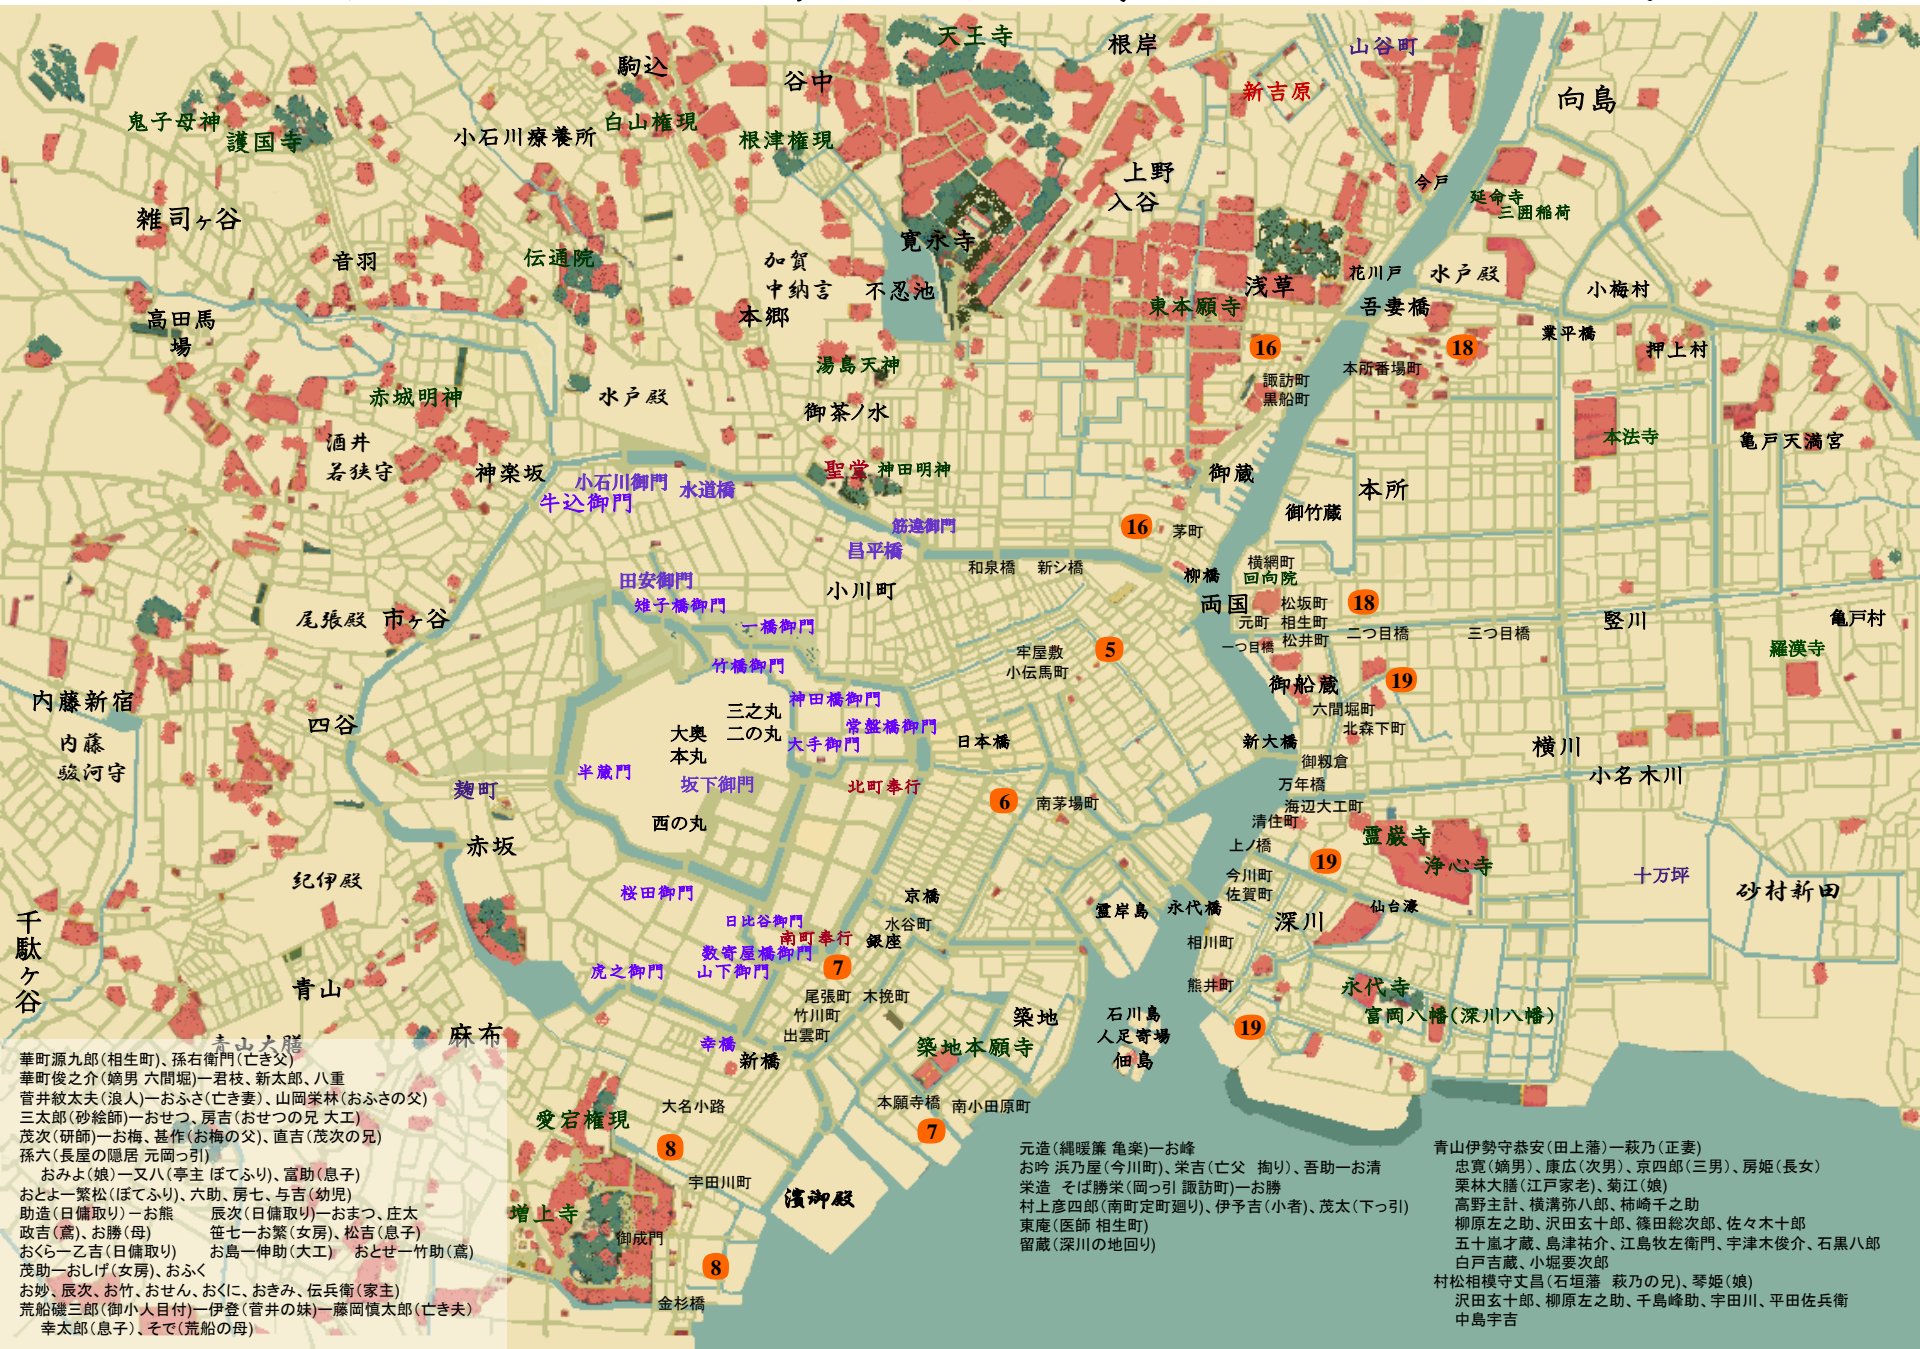 天王寺
根岸
山谷町
駒込
谷中
新吉原
向島
鬼子母神
護国寺
小石川療養所
白山権現
根津権現
上野
入谷
今戸
延命寺
三囲稲荷
雑司ヶ谷
音羽
伝通院
寛永寺
加賀
中納言
不忍池
本郷
浅草
花川戸
水戸殿
小梅村
東本願寺
吾妻橋
業平橋
押上村
高田馬
場
16
18
湯島天神
本所番場町
諏訪町
黒船町
赤城明神
水戸殿
御茶ノ水
本法寺
亀戸天満宮
酒井
若狭守
神楽坂
聖堂
神田明神
御蔵
本所
小石川御門
水道橋
牛込御門
御竹蔵
筋違御門
昌平橋
16
茅町
和泉橋
新シ橋
柳橋
横網町
回向院
田安御門
雉子橋御門
小川町
両国
松坂町
18
元町
相生町
尾張殿
市ヶ谷
一橋御門
竪川
亀戸村
松井町
二つ目橋
三つ目橋
一つ目橋
羅漢寺
竹橋御門
牢屋敷
小伝馬町
5
御船蔵
19
内藤新宿
神田橋御門
三之丸
二の丸
大奥
本丸
常盤橋御門
大手御門
六間堀町
北森下町
四谷
内藤
駿河守
日本橋
新大橋
横川
御籾倉
小名木川
半蔵門
麹町
坂下御門
北町奉行
万年橋
6
南茅場町
海辺大工町
清住町
西の丸
赤坂
霊巌寺
上ノ橋
浄心寺
19
紀伊殿
桜田御門
京橋
今川町
佐賀町
十万坪
砂村新田
霊岸島
永代橋
仙台濠
深川
千駄ヶ谷
日比谷御門
水谷町
南町奉行
銀座
相川町
数寄屋橋御門
虎之御門
山下御門
7
青山
尾張町
木挽町
竹川町
出雲町
熊井町
永代寺
富岡八幡(深川八幡)
築地
石川島
人足寄場
佃島
19
青山大膳
麻布
幸橋
新橋
築地本願寺
愛宕権現
大名小路
本願寺橋
南小田原町
7
8
宇田川町
濱御殿
増上寺
御成門
8
金杉橋
華町源九郎(相生町)、孫右衛門(亡き父)
華町俊之介(嫡男 六間堀)ー君枝、新太郎、八重
菅井紋太夫(浪人)ーおふさ(亡き妻)、山岡栄林(おふさの父)
三太郎(砂絵師)ーおせつ、房吉(おせつの兄 大工)
茂次(研師)ーお梅、甚作(お梅の父)、直吉(茂次の兄)
孫六(長屋の隠居 元岡っ引)
おみよ(娘)ー又八(亭主 ぼてふり)、富助(息子)
おとよー繁松(ぼてふり)、六助、房七、与吉(幼児)
助造(日傭取り)ーお熊 辰次(日傭取り)ーおまつ、庄太
政吉(鳶)、お勝(母) 笹七ーお繁(女房)、松吉(息子)
おくらー乙吉(日傭取り) お島ー伸助(大工) おとせー竹助(鳶)
茂助ーおしげ(女房)、おふく
お妙、辰次、お竹、おせん、おくに、おきみ、伝兵衛(家主)
荒船磯三郎(御小人目付)ー伊登(菅井の妹)ー藤岡慎太郎(亡き夫)
幸太郎(息子)、そで(荒船の母)
元造(縄暖簾 亀楽)ーお峰
お吟 浜乃屋(今川町)、栄吉(亡父 掏り)、吾助ーお清
栄造 そば勝栄(岡っ引 諏訪町)ーお勝
村上彦四郎(南町定町廻り)、伊予吉(小者)、茂太(下っ引)
東庵(医師 相生町)
留蔵(深川の地回り)
青山伊勢守恭安(田上藩)ー萩乃(正妻)
忠寛(嫡男)、康広(次男)、京四郎(三男)、房姫(長女)
栗林大膳(江戸家老)、菊江(娘)
高野主計、横溝弥八郎、柿崎千之助
柳原左之助、沢田玄十郎、篠田総次郎、佐々木十郎
五十嵐才蔵、島津祐介、江島牧左衛門、宇津木俊介、石黒八郎
白戸吉蔵、小堀要次郎
村松相模守丈昌(石垣藩 萩乃の兄)、琴姫(娘)
沢田玄十郎、柳原左之助、千島峰助、宇田川、平田佐兵衛
中島宇吉